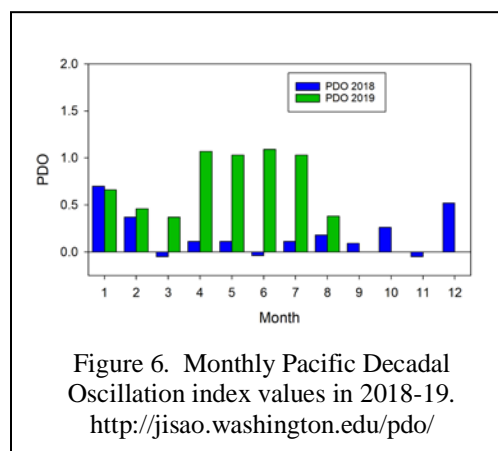 2.0
PDO 2018
PDO 2019
1.5
1.0
PDO
0.5
0.0
1 2 3 4 5 6 7 8 9 10 11 12
Month
Figure 6. Monthly Pacific Decadal
Oscillation index values in 2018-19.
http://jisao.washington.edu/pdo/